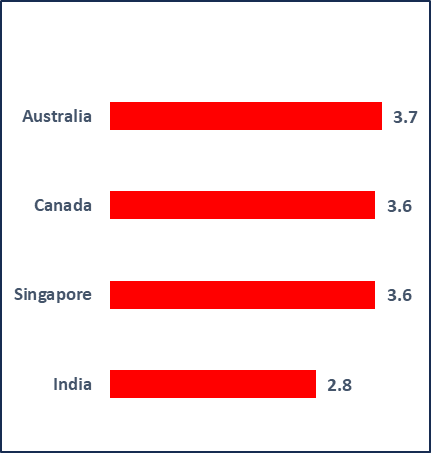 Australia 3.7
Canada 3.6
Singapore 3.6
India 2.8